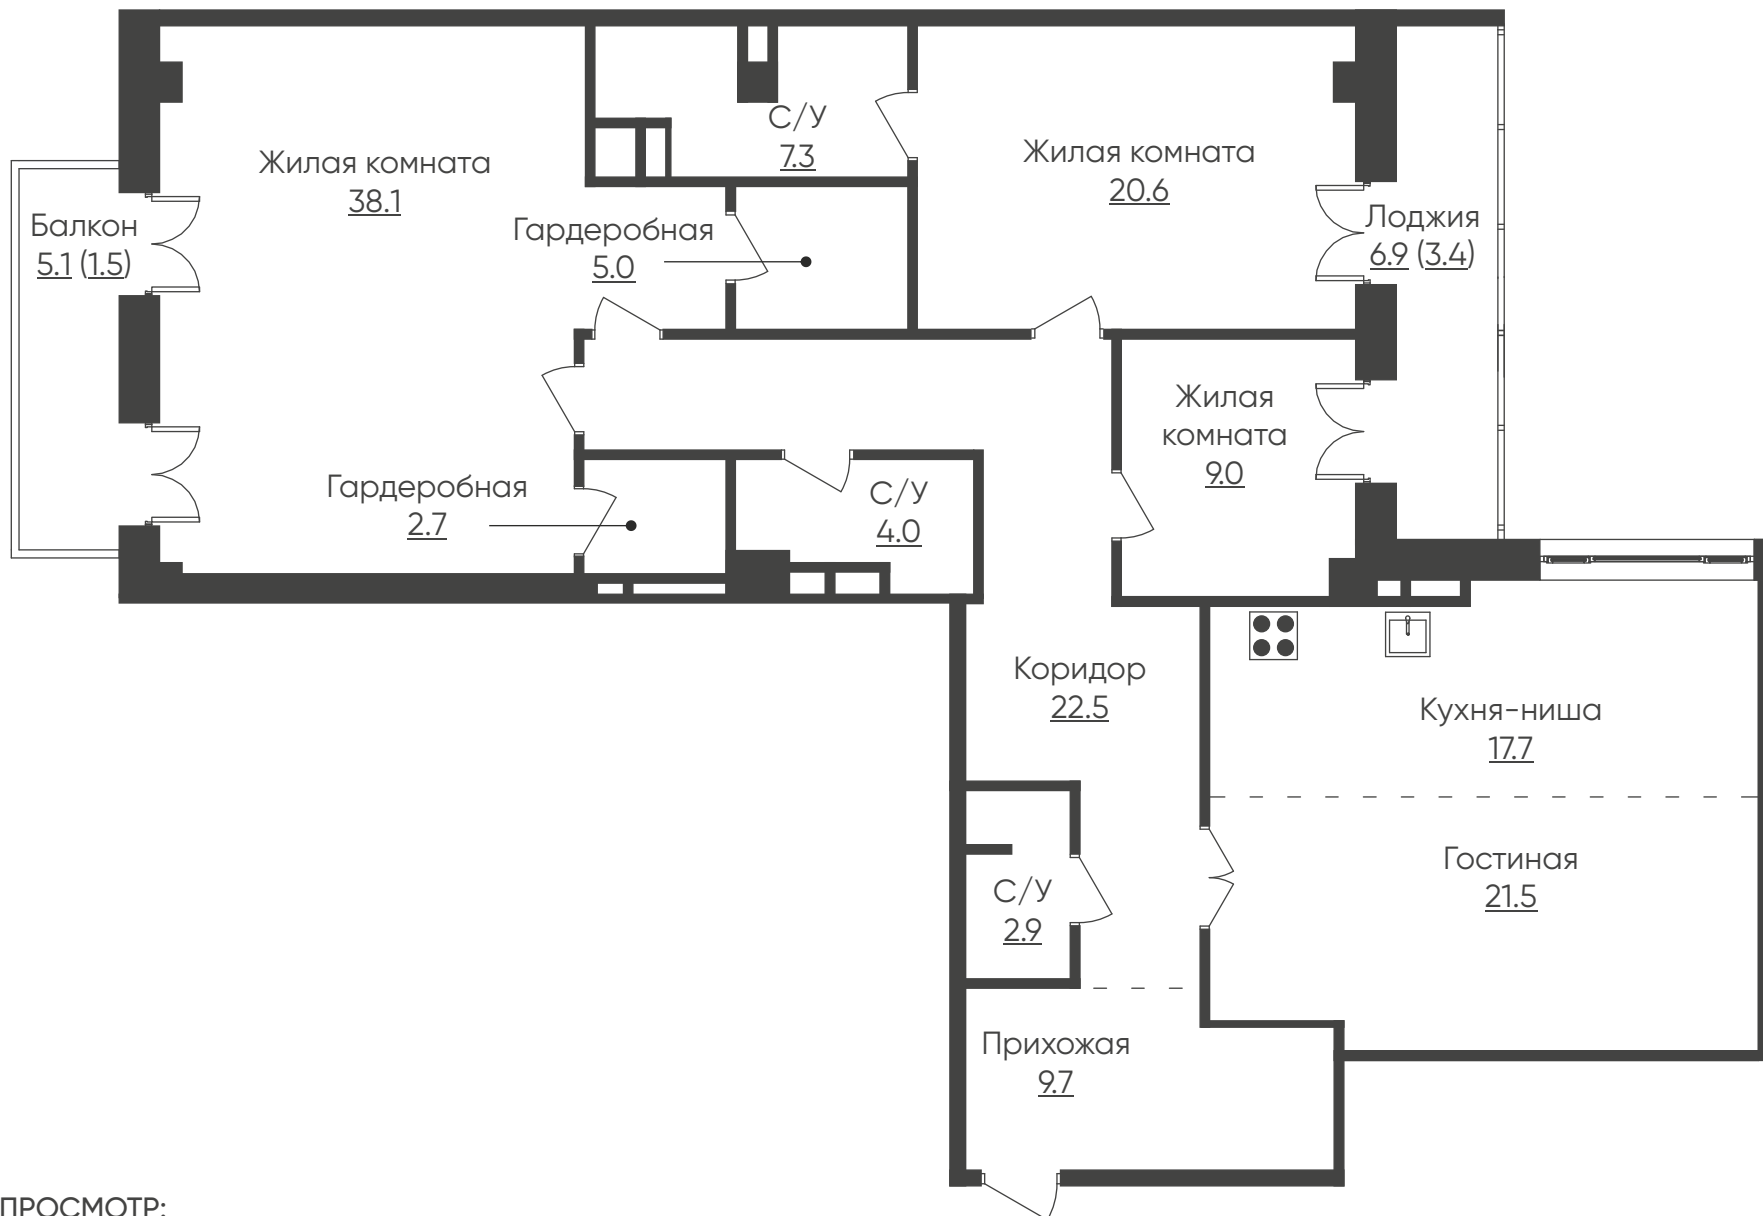 С/У
7.3
Жилая комната
38.1
Жилая комната
20.6
Балкон
5.1 (1.5)
Гардеробная
5.0
Лоджия
6.9 (3.4)
Жилая
комната
9.0
Гардеробная
2.7
С/У
4.0
Коридор
22.5
Кухня-ниша
17.7
Гостиная
21.5
С/У
2.9
Прихожая
9.7
ПРОСМОТР: